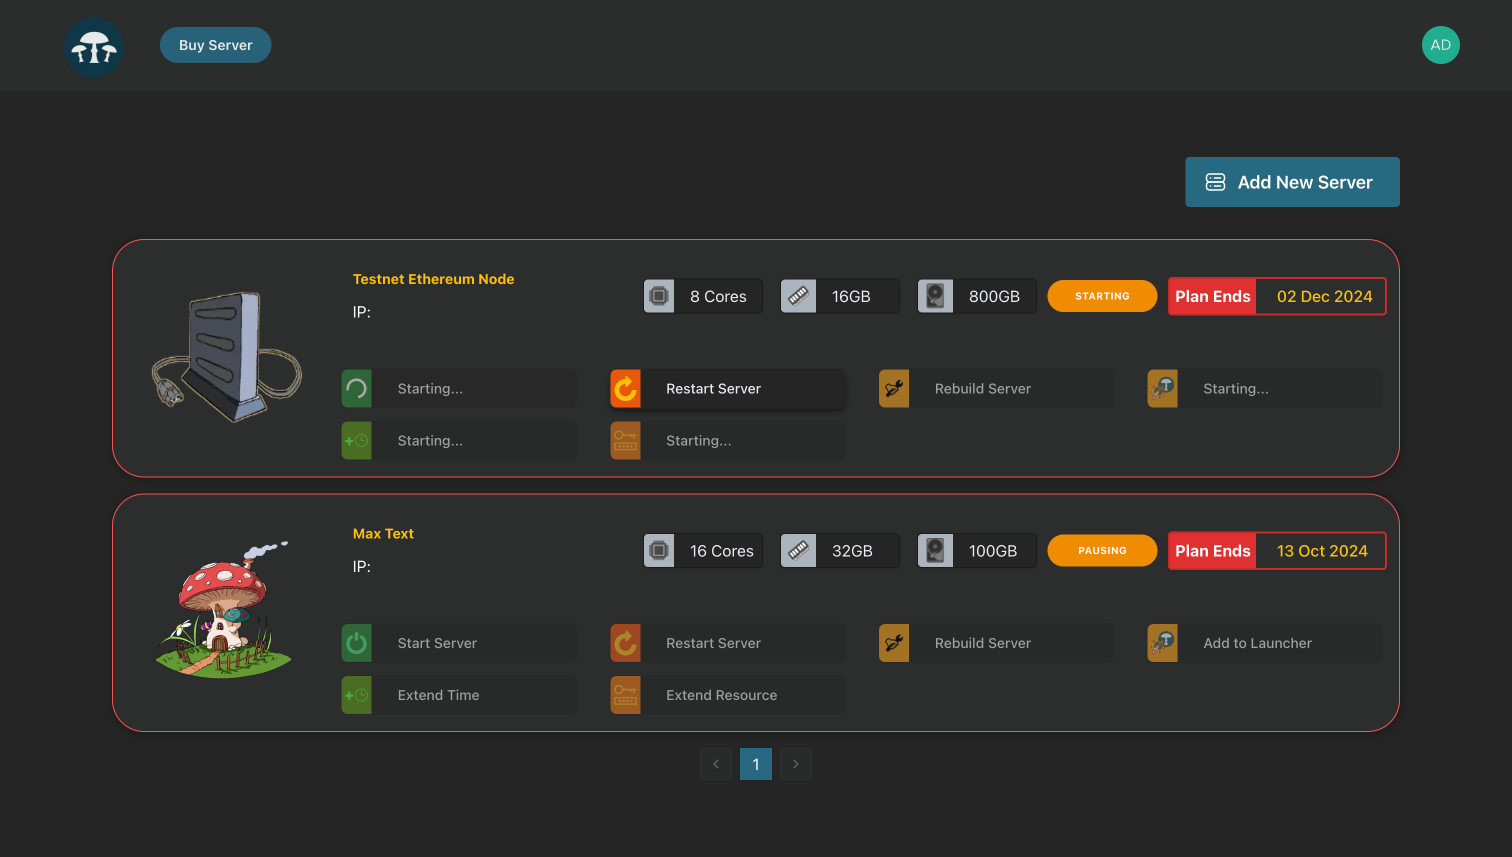 Buy Server
AD
Add New Server
Testnet Ethereum Node
IP:
8 Cores
16GB
800GB
STARTING
Plan Ends
02 Dec 2024
Starting...
Restart Server
Rebuild Server
Starting...
Starting...
Starting...
Max Text
IP:
16 Cores
32GB
100GB
PAUSING
Plan Ends
13 Oct 2024
Start Server
Restart Server
Rebuild Server
Add to Launcher
Extend Time
Extend Resource
1